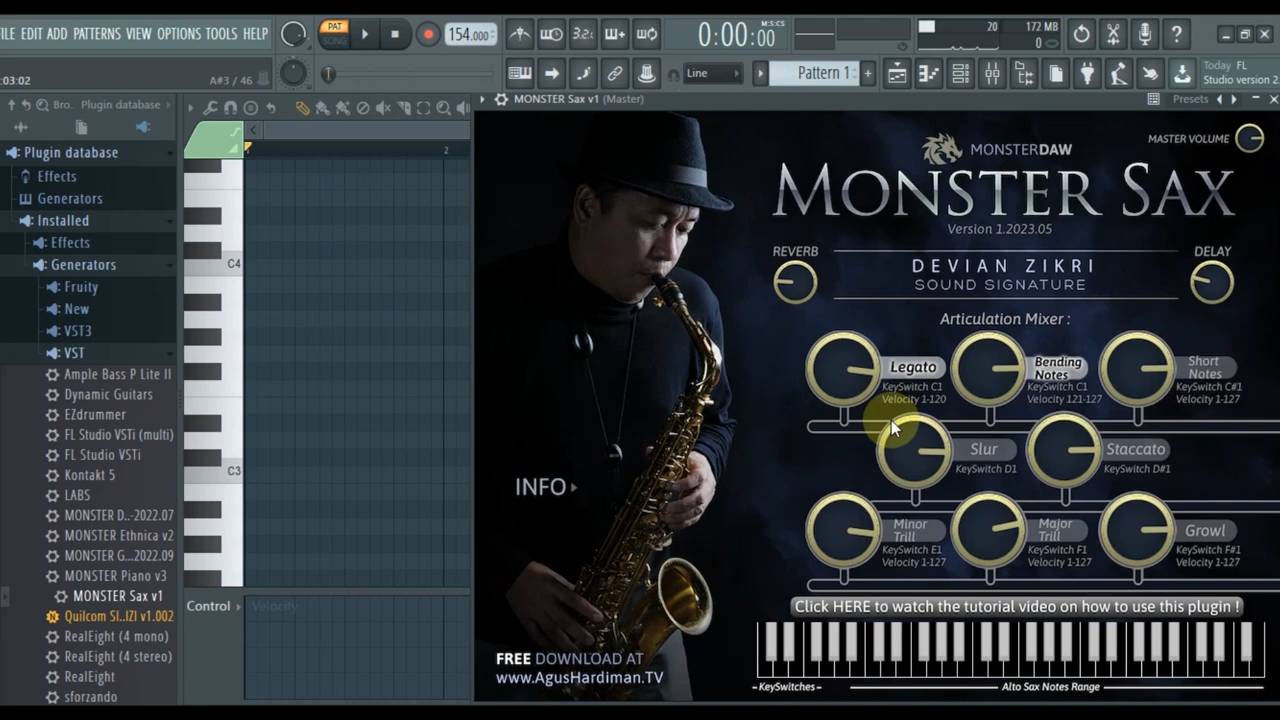 FILE EDIT ADD PATTERNS VIEW OPTIONS TOOLS HELP
PAT
SONG
154.000
3.2.
0:00:00
M:S:CS
20
172 MB
0
:03:02
A#3 / 46
Line
Pattern 1
+
Today FL
Studio version 2
Bro.. Plugin database
MONSTER Sax v1 (Master)
Presets
Plugin database
Effects
Generators
Installed
Effects
Generators
Fruity
New
VST3
VST
Ample Bass P Lite II
Dynamic Guitars
EZdrummer
FL Studio VSTi (multi)
FL Studio VSTi
Kontakt 5
LABS
MONSTER D..-2022.07
MONSTER Ethnica v2
MONSTER G...2022.09
MONSTER Piano v3
MONSTER Sax v1
Quilcom SI..IZI v1.002
RealEight (4 mono)
RealEight (4 stereo)
RealEight
sforzando
2
C4
C3
Control
Velocity
MONSTERDAW
MASTER VOLUME
MONSTER SAX
Version 1.2023.05
REVERB
DEVIAN ZIKRI
SOUND SIGNATURE
DELAY
Articulation Mixer :
Legato
KeySwitch C1
Velocity 1-120
Bending
Notes
KeySwitch C1
Velocity 121-127
Short
Notes
KeySwitch C#1
Velocity 1-127
Slur
KeySwitch D1
Staccato
KeySwitch D#1
Minor
Trill
KeySwitch E1
Velocity 1-127
Major
Trill
KeySwitch F1
Velocity 1-127
Growl
KeySwitch F#1
Velocity 1-127
INFO
Click HERE to watch the tutorial video on how to use this plugin !
FREE DOWNLOAD AT
www.AgusHardiman.TV
KeySwitches
Alto Sax Notes Range